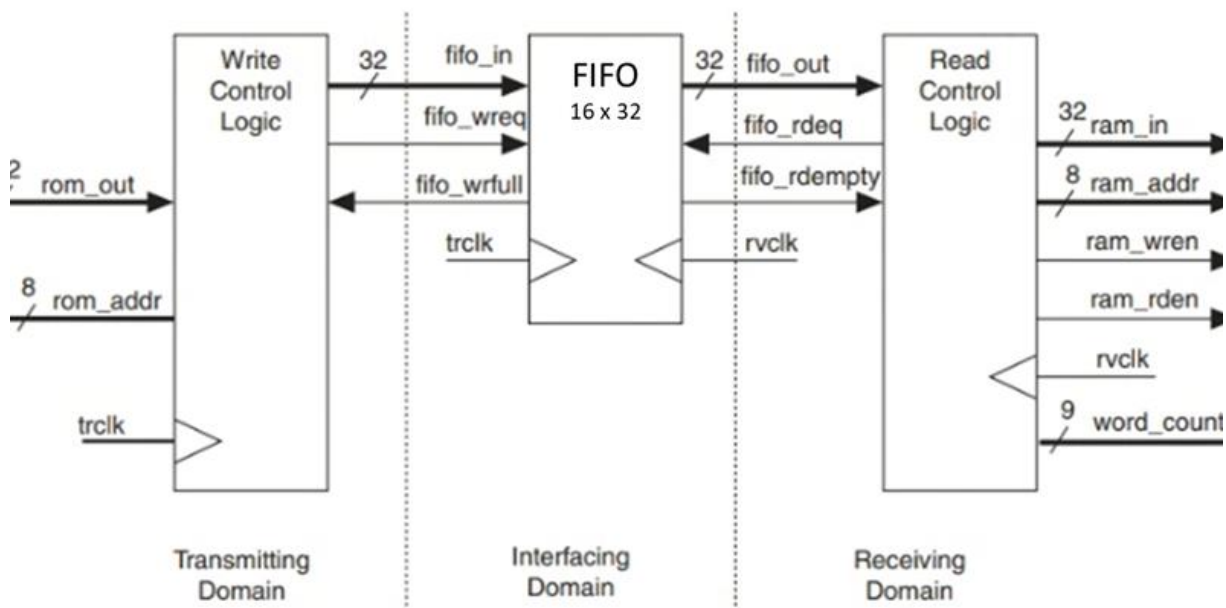 Write
Control
Logic
32
fifo_in
fifo_wreq
fifo_wrfull
trclk
2
rom_out
8
rom_addr
trclk
FIFO
16 x 32
32
fifo_out
fifo_rdeq
fifo_rdempty
rvclk
Read
Control
Logic
32
ram_in
8
ram_addr
ram_wren
ram_rden
rvclk
9
word_count
Transmitting
Domain
Interfacing
Domain
Receiving
Domain